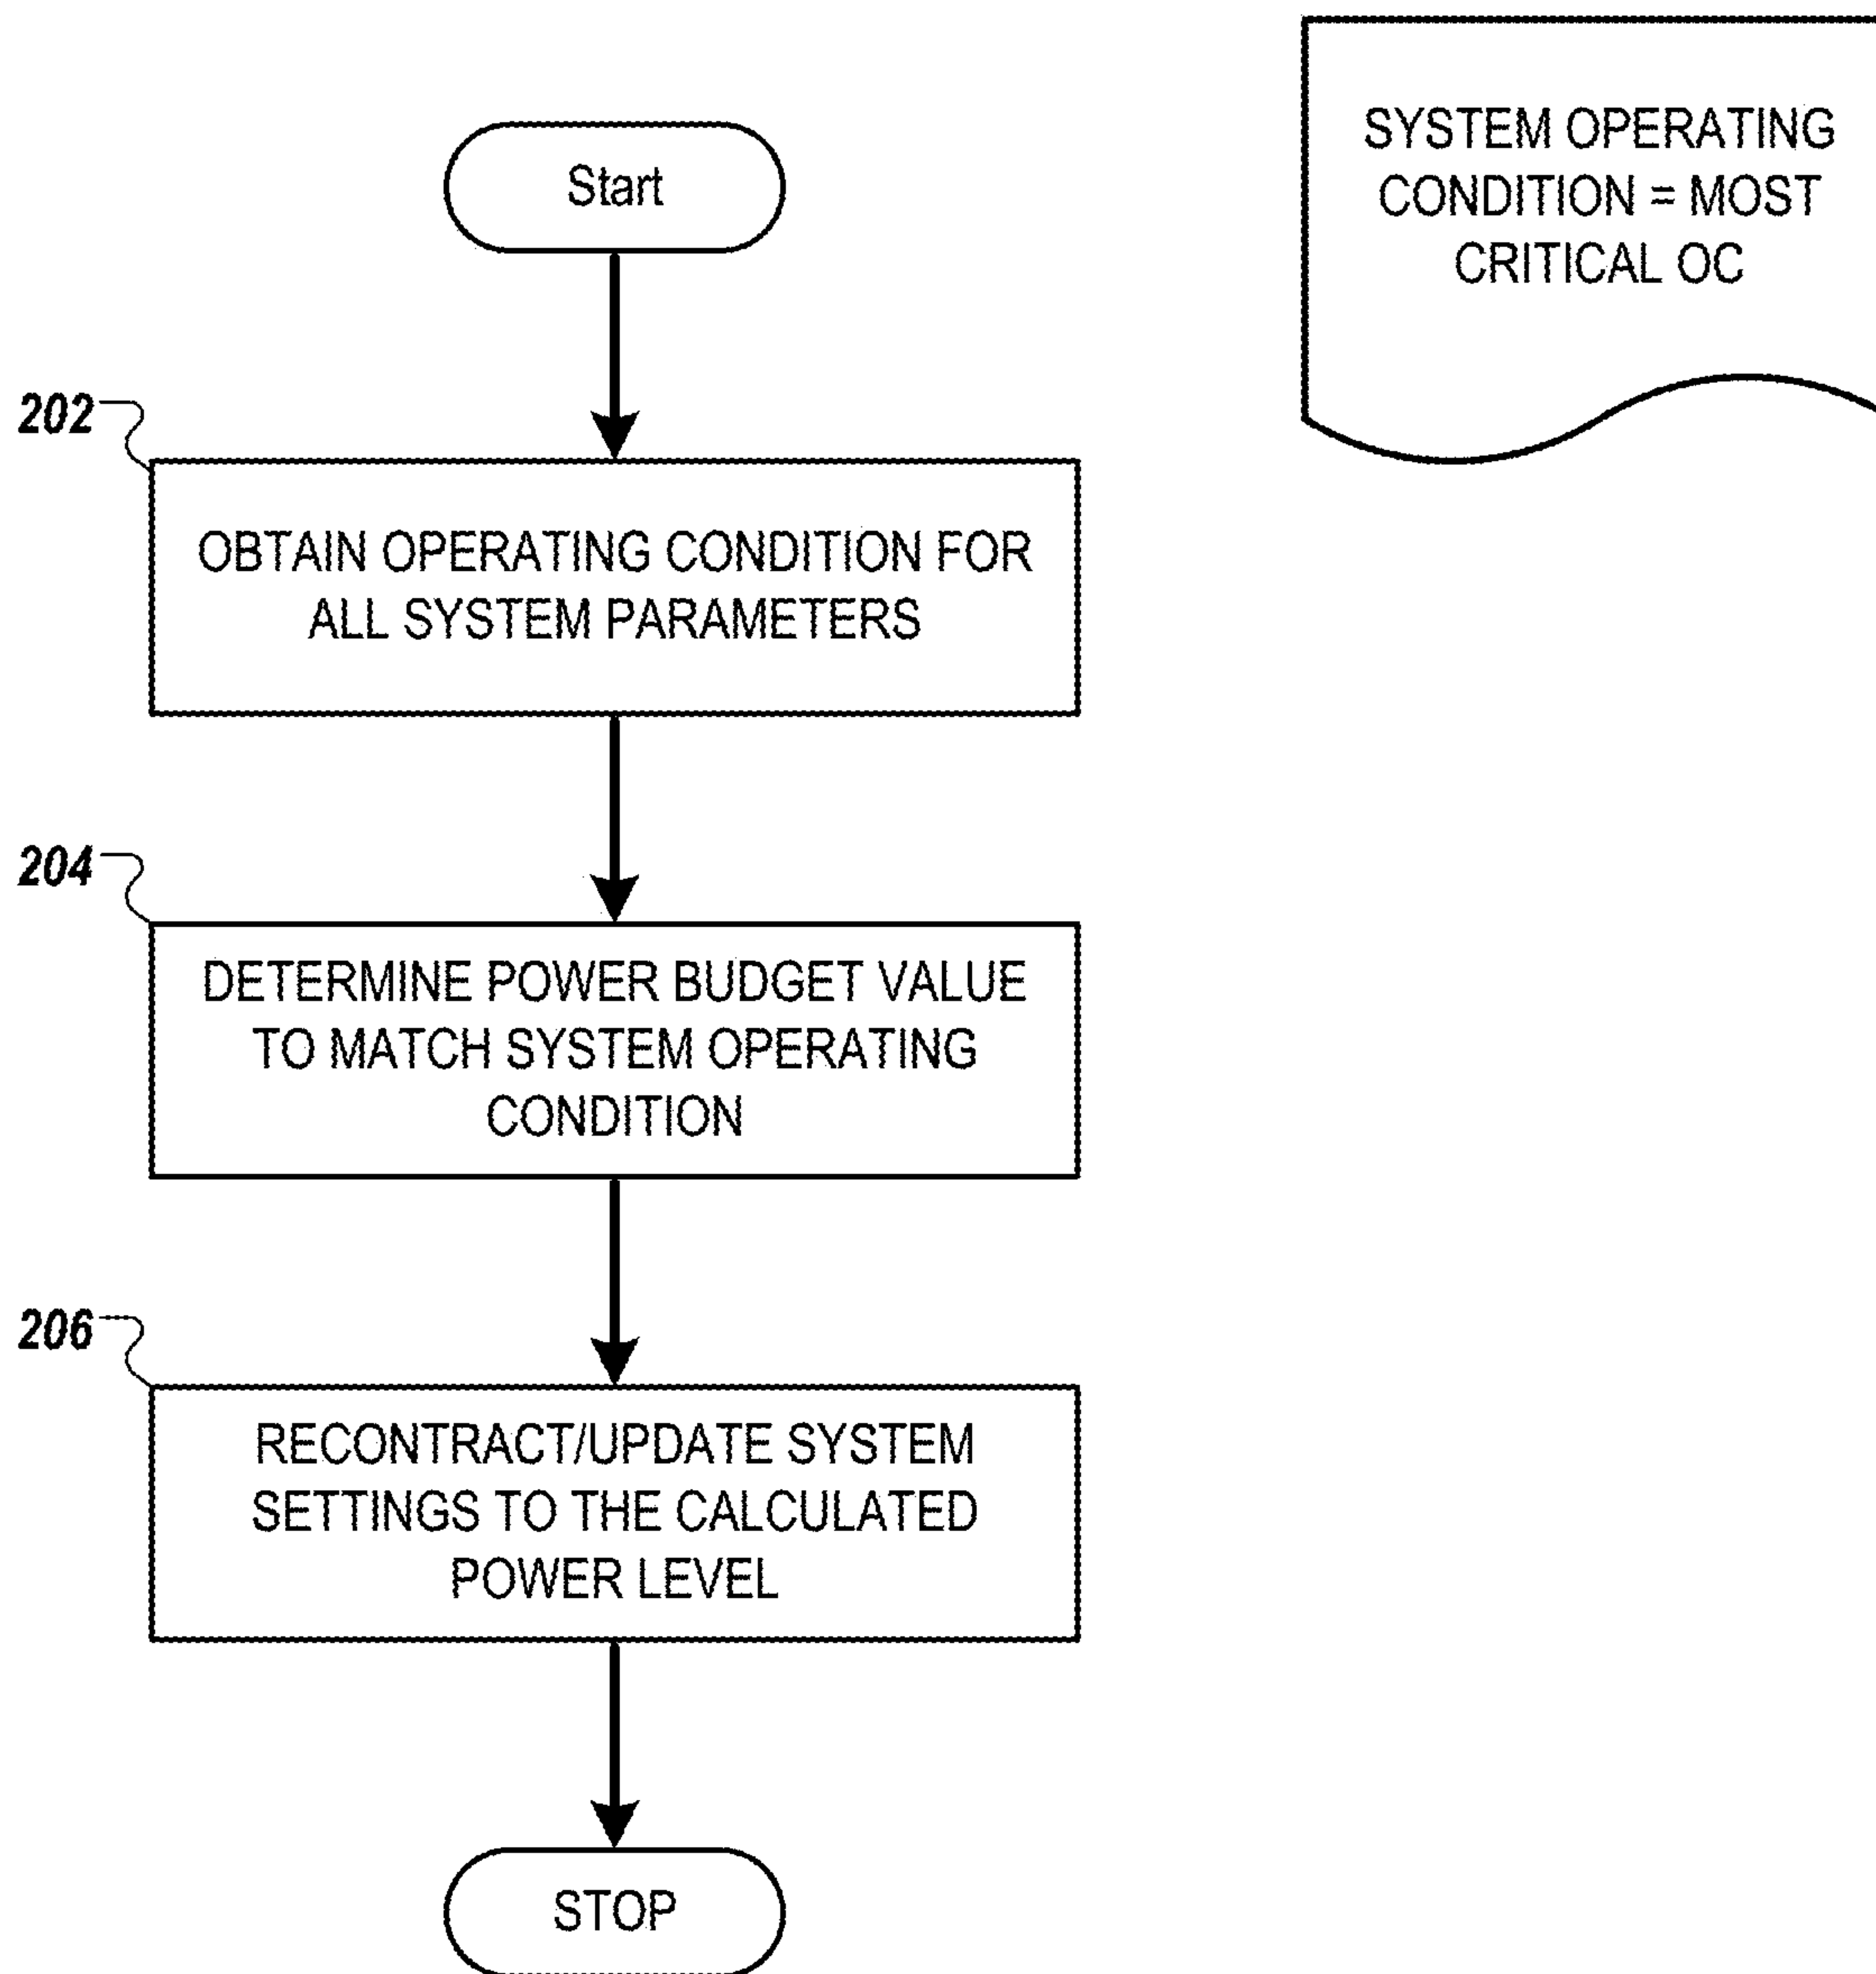 Start
SYSTEM OPERATING
CONDITION = MOST
CRITICAL OC
202
OBTAIN OPERATING CONDITION FOR
ALL SYSTEM PARAMETERS
204
DETERMINE POWER BUDGET VALUE
TO MATCH SYSTEM OPERATING
CONDITION
206
RECONTRACT/UPDATE SYSTEM
SETTINGS TO THE CALCULATED
POWER LEVEL
STOP